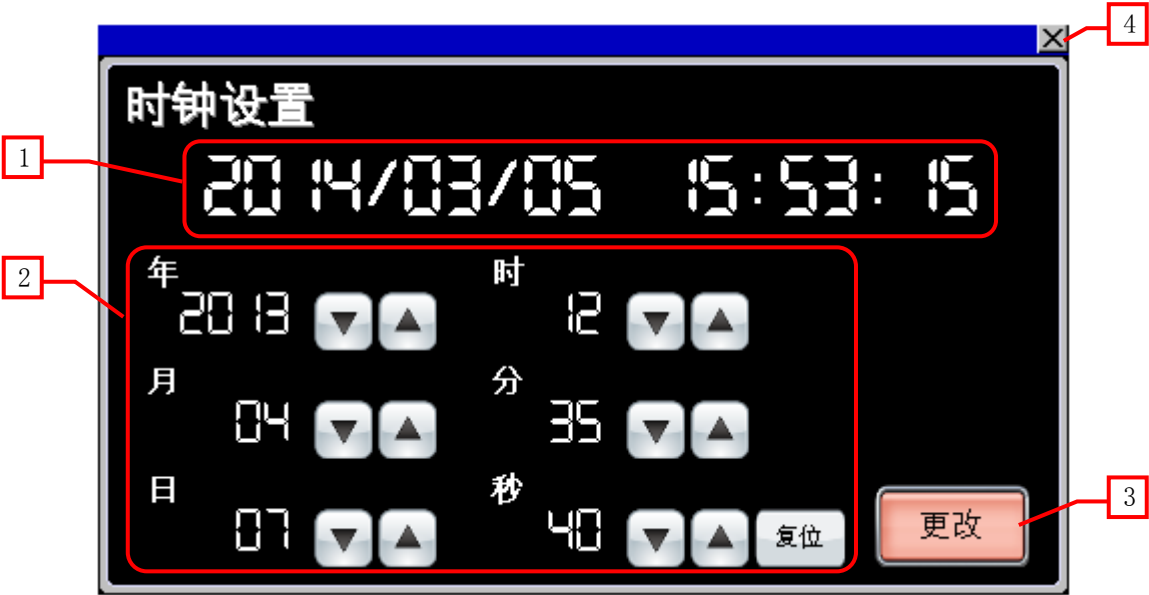 4
时钟设置
1
2014/03/05 15:53:15
2
年 时
2013 ▼ ▲ 12 ▼ ▲
月 分
04 ▼ ▲ 35 ▼ ▲
日 秒
07 ▼ ▲ 40 ▼ ▲ 复位
更改
3